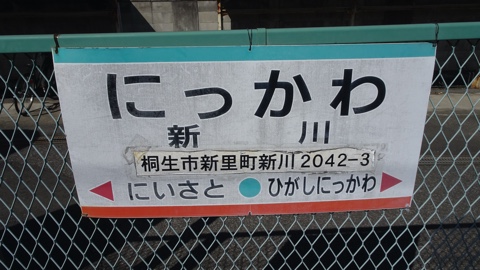 にっかわ
新川
桐生市新里町新川2042-3
にいさと ひがしにっかわ